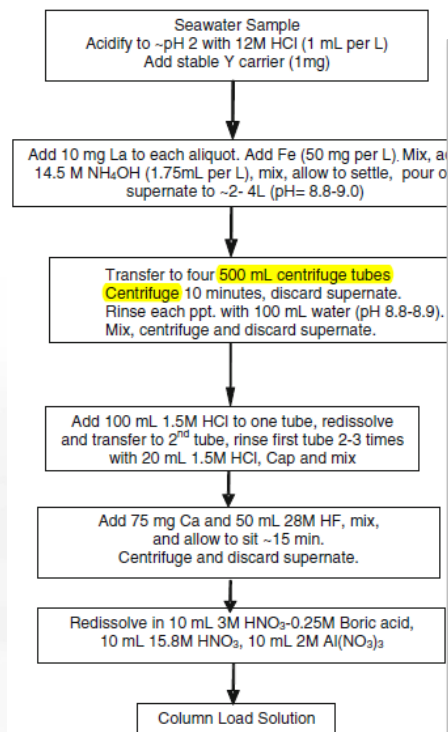 Seawater Sample
Acidify to ~pH 2 with 12M HCl (1 mL per L)
Add stable Y carrier (1mg)
Add 10 mg La to each aliquot. Add Fe (50 mg per L). Mix,
14.5 M NH₄OH (1.75mL per L), mix, allow to settle, pour
supernate to ~2- 4L (pH= 8.8-9.0)
Transfer to four 500 mL centrifuge tubes
Centrifuge 10 minutes, discard supernate.
Rinse each ppt. with 100 mL water (pH 8.8-8.9).
Mix, centrifuge and discard supernate.
Add 100 mL 1.5M HCl to one tube, redissolve
and transfer to 2ⁿᵈ tube, rinse first tube 2-3 times
with 20 mL 1.5M HCl, Cap and mix
Add 75 mg Ca and 50 mL 28M HF, mix,
and allow to sit ~15 min.
Centrifuge and discard supernate.
Redissolve in 10 mL 3M HNO₃-0.25M Boric acid,
10 mL 15.8M HNO₃, 10 mL 2M Al(NO₃)₃
Column Load Solution